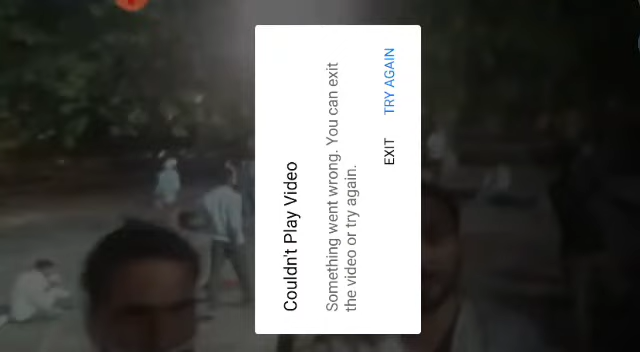 Couldn't Play Video
Something went wrong. You can exit
the video or try again.
EXIT TRY AGAIN